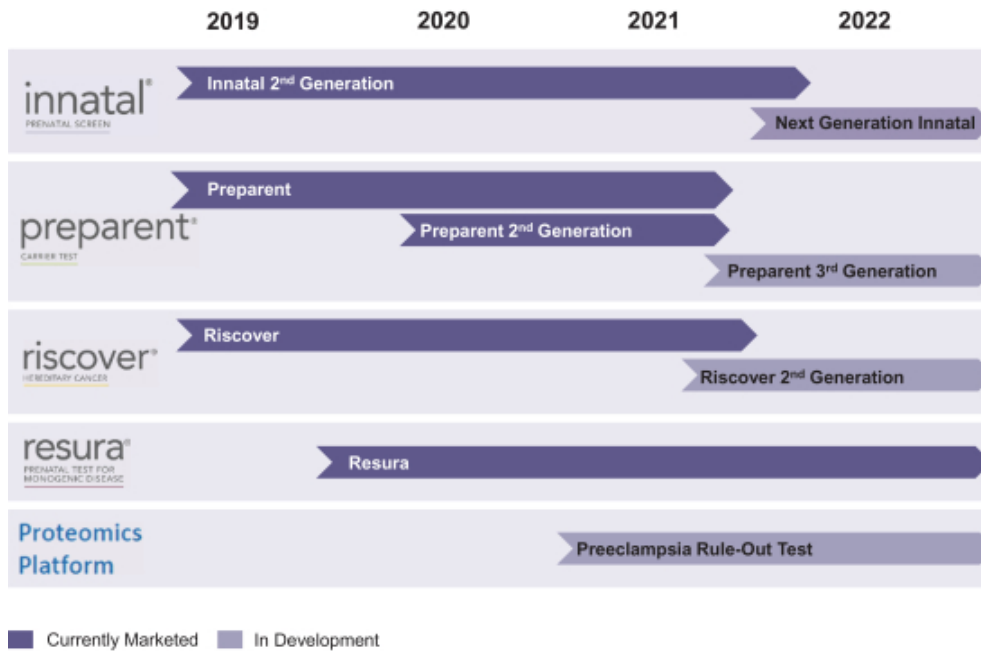 2019 2020 2021 2022
innatal®
PRENATAL SCREEN
Innatal 2nd Generation
Next Generation Innatal
preparent®
CARRIER TEST
Preparent
Preparent 2nd Generation
Preparent 3rd Generation
riscover®
HEREDITARY CANCER
Riscover
Riscover 2nd Generation
resura®
PRENATAL TEST FOR
MONOGENIC DISEASE
Resura
Proteomics
Platform
Preeclampsia Rule-Out Test
Currently Marketed In Development